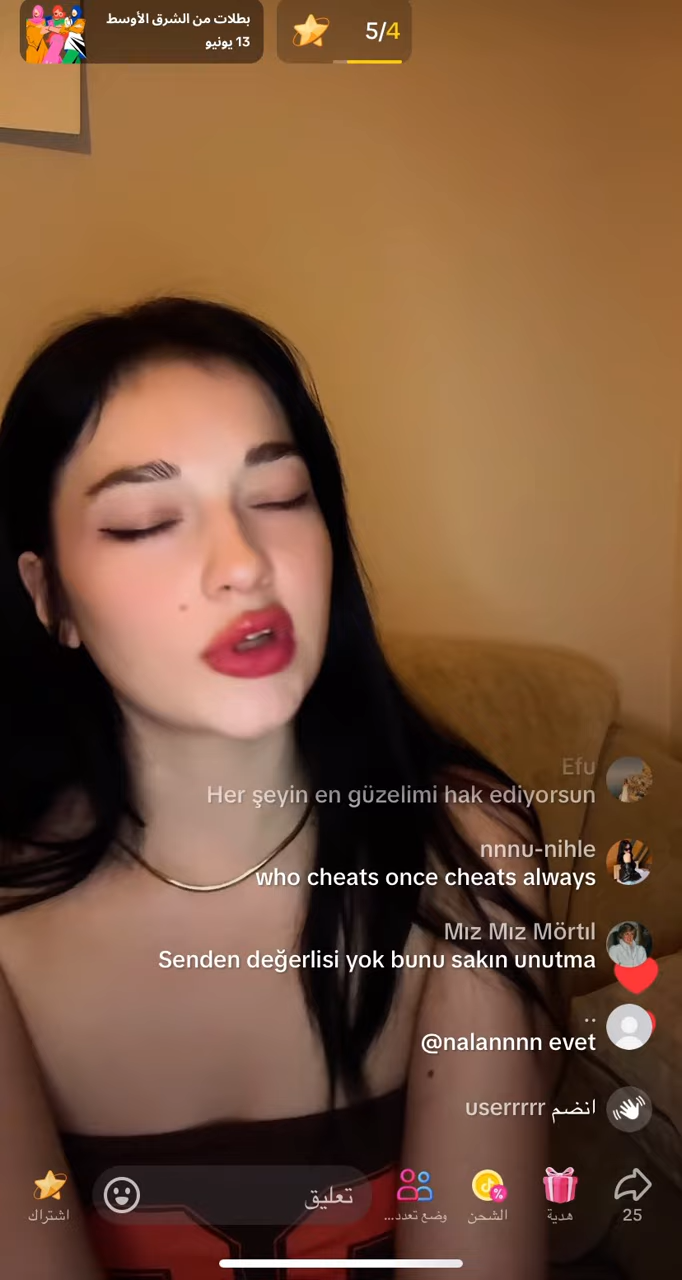 بطلات من الشرق الأوسط
13 يونيو
5/4
Efu
Her şeyin en güzelimi hak ediyorsun
nnnu-nihle
who cheats once cheats always
Mız Mız Mörtıl
Senden değerlisi yok bunu sakın unutma
..
@nalannnn evet
userrrrr انضم
اشتراك
تعليق
وضع تعدد...
الشحن
هدية
25